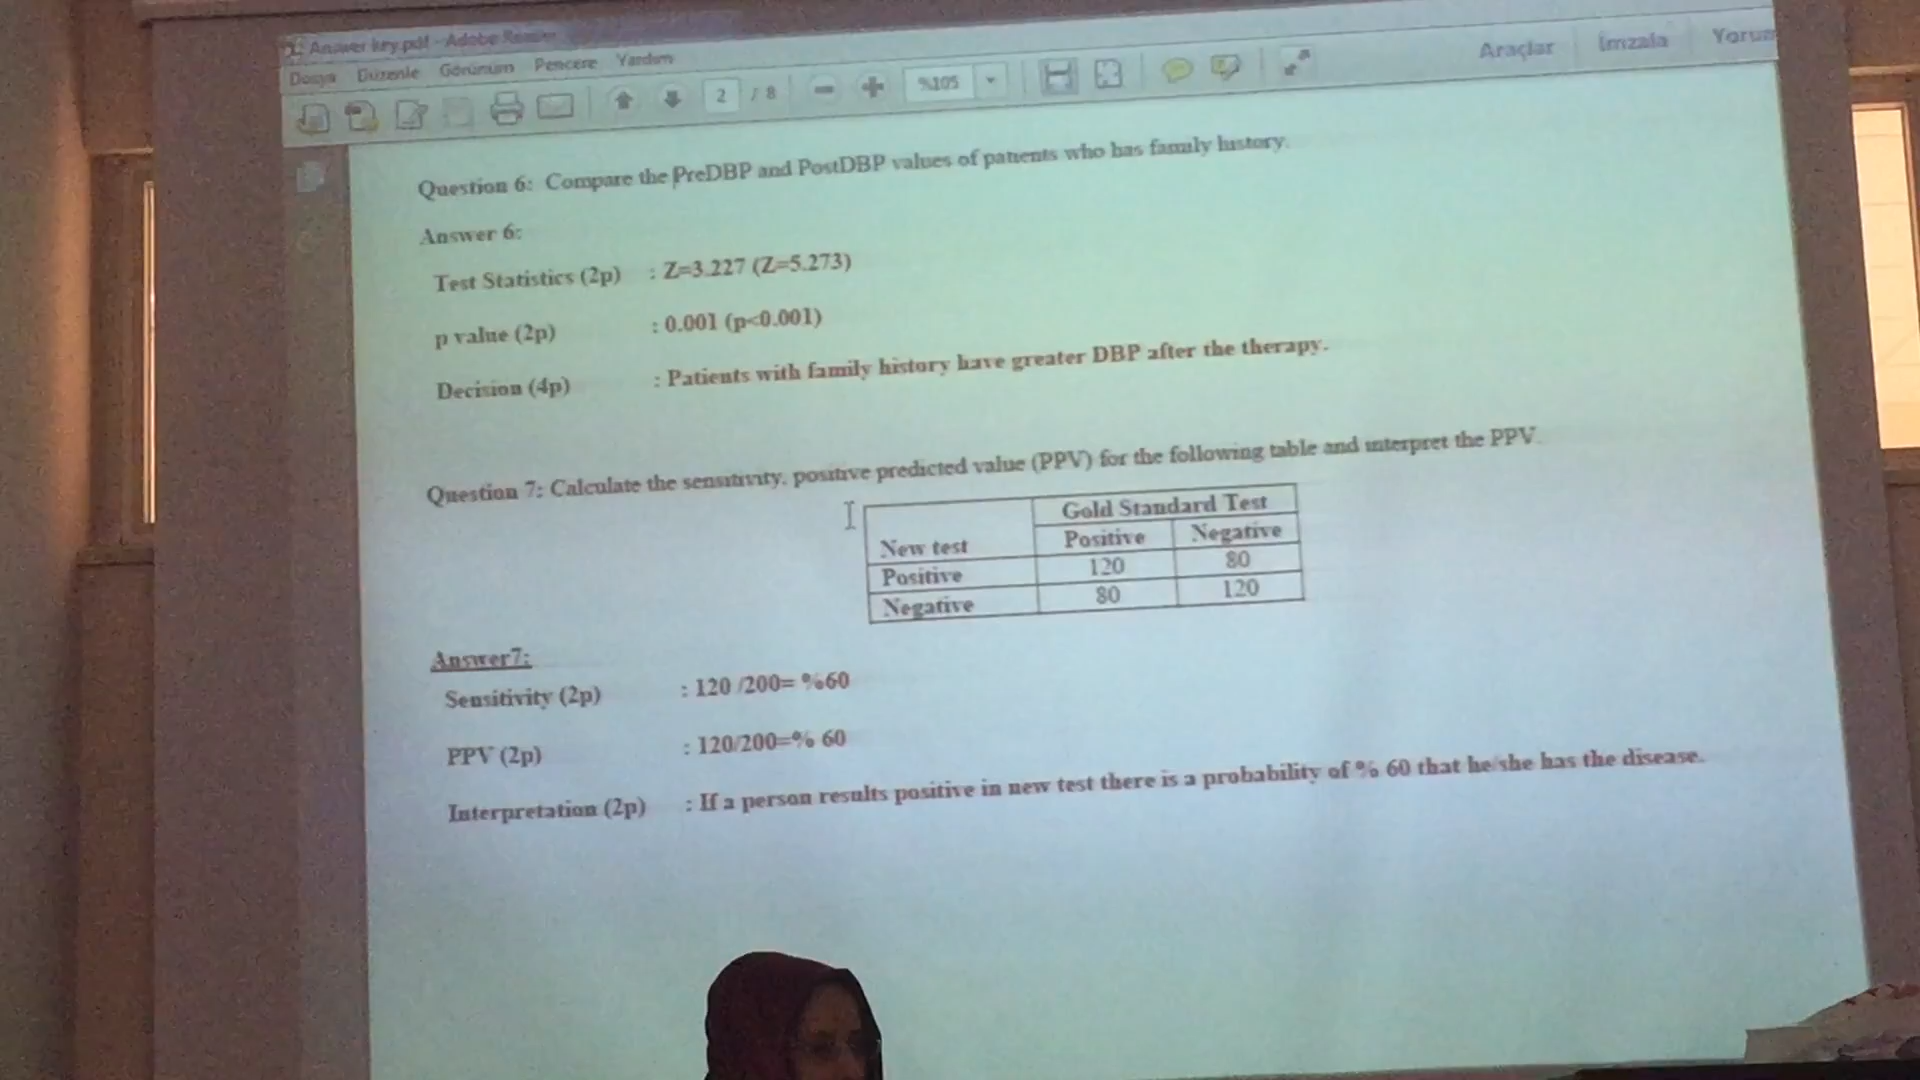 Answer key.pdf - Adobe Reader
Dosya Düzenle Görünüm Pencere Yardım
2 / 8 %105 Araçlar İmzala Yorum
Question 6: Compare the PreDBP and PostDBP values of patients who has family history.
Answer 6:
Test Statistics (2p) : Z=3.227 (Z=5.273)
p value (2p) : 0.001 (p<0.001)
Decision (4p) : Patients with family history have greater DBP after the therapy.
Question 7: Calculate the sensitivity, positive predicted value (PPV) for the following table and interpret the PPV.
Gold Standard Test
New test Positive Negative
Positive 120 80
Negative 80 120
Answer7:
Sensitivity (2p) : 120 /200= %60
PPV (2p) : 120/200=% 60
Interpretation (2p) : If a person results positive in new test there is a probability of % 60 that he/she has the disease.